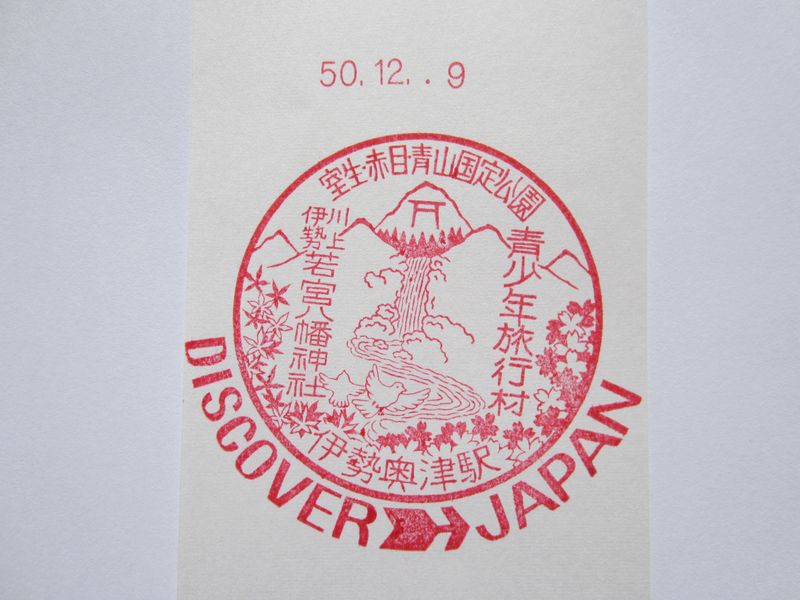 50.12..9
室生・赤目・青山国定公園
川上
伊勢
若宮八幡神社
青少年旅行村
伊勢奥津駅
DISCOVER JAPAN